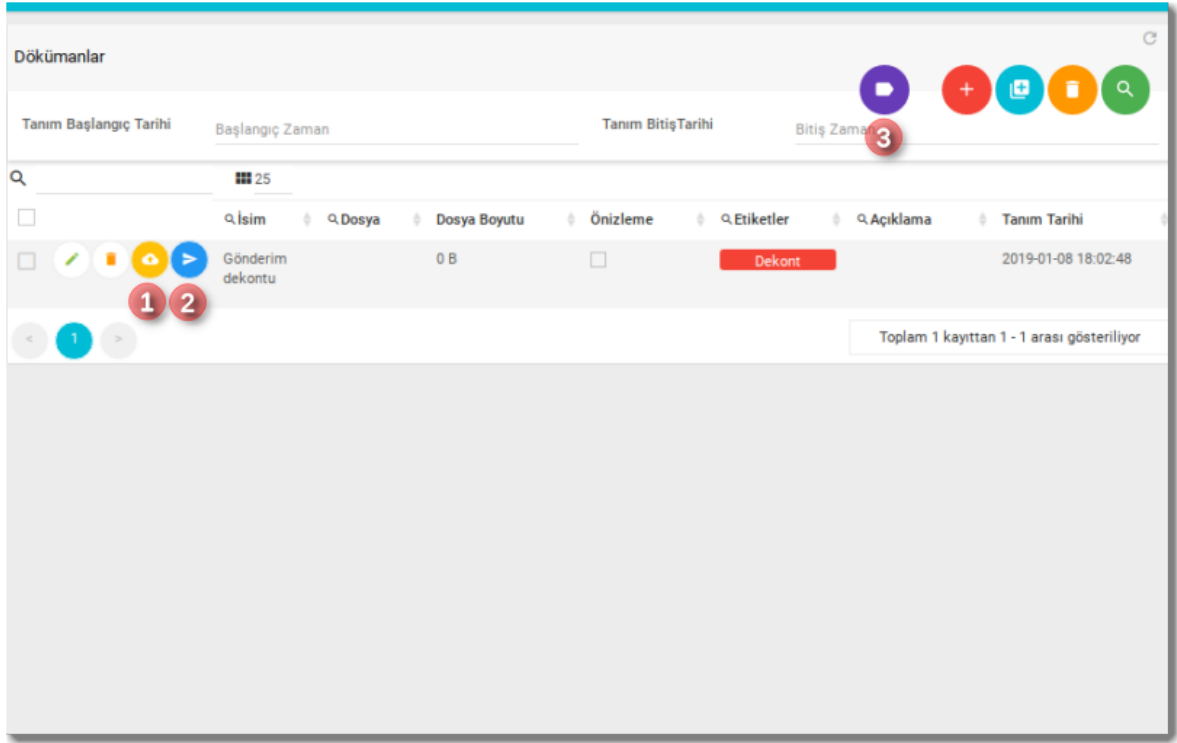 Dökümanlar
Tanım Başlangıç Tarihi Başlangıç Zaman Tanım BitişTarihi Bitiş Zaman
3
25
İsim Dosya Dosya Boyutu Önizleme Etiketler Açıklama Tanım Tarihi
Gönderim 0 B Dekont 2019-01-08 18:02:48
dekontu
1 2
< 1 > Toplam 1 kayıttan 1 - 1 arası gösteriliyor